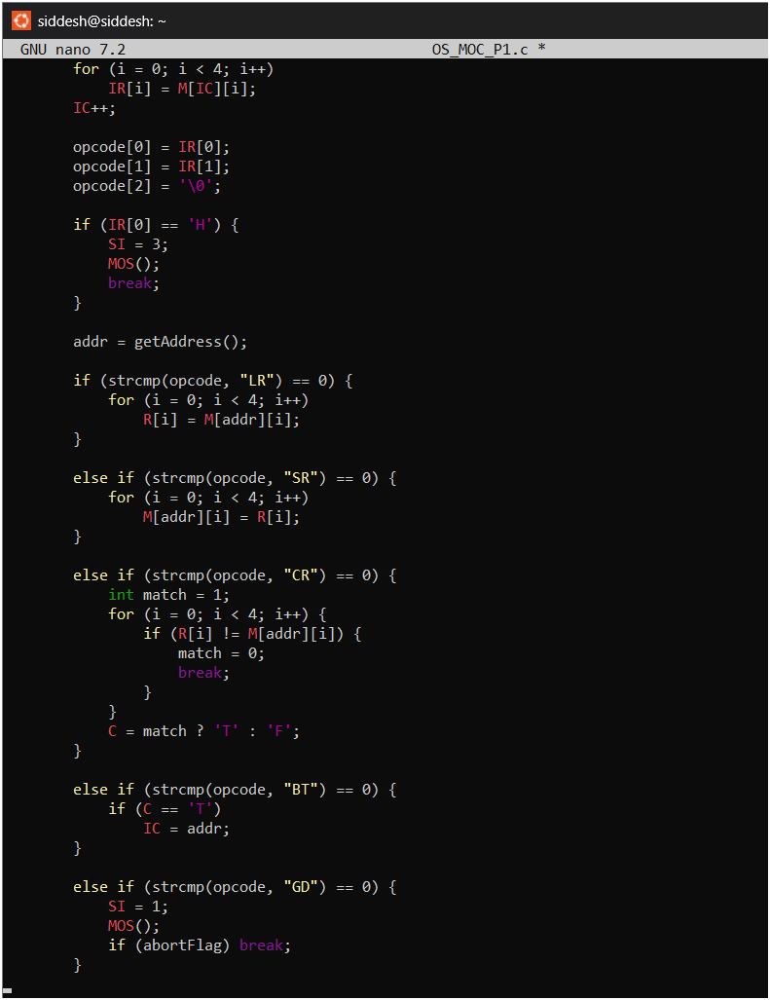 siddesh@siddesh: ~
GNU nano 7.2 OS_MOC_P1.c *
for (i = 0; i < 4; i++)
IR[i] = M[IC][i];
IC++;
opcode[0] = IR[0];
opcode[1] = IR[1];
opcode[2] = '\0';
if (IR[0] == 'H') {
SI = 3;
MOS();
break;
}
addr = getAddress();
if (strcmp(opcode, "LR") == 0) {
for (i = 0; i < 4; i++)
R[i] = M[addr][i];
}
else if (strcmp(opcode, "SR") == 0) {
for (i = 0; i < 4; i++)
M[addr][i] = R[i];
}
else if (strcmp(opcode, "CR") == 0) {
int match = 1;
for (i = 0; i < 4; i++) {
if (R[i] != M[addr][i]) {
match = 0;
break;
}
}
C = match ? 'T' : 'F';
}
else if (strcmp(opcode, "BT") == 0) {
if (C == 'T')
IC = addr;
}
else if (strcmp(opcode, "GD") == 0) {
SI = 1;
MOS();
if (abortFlag) break;
}